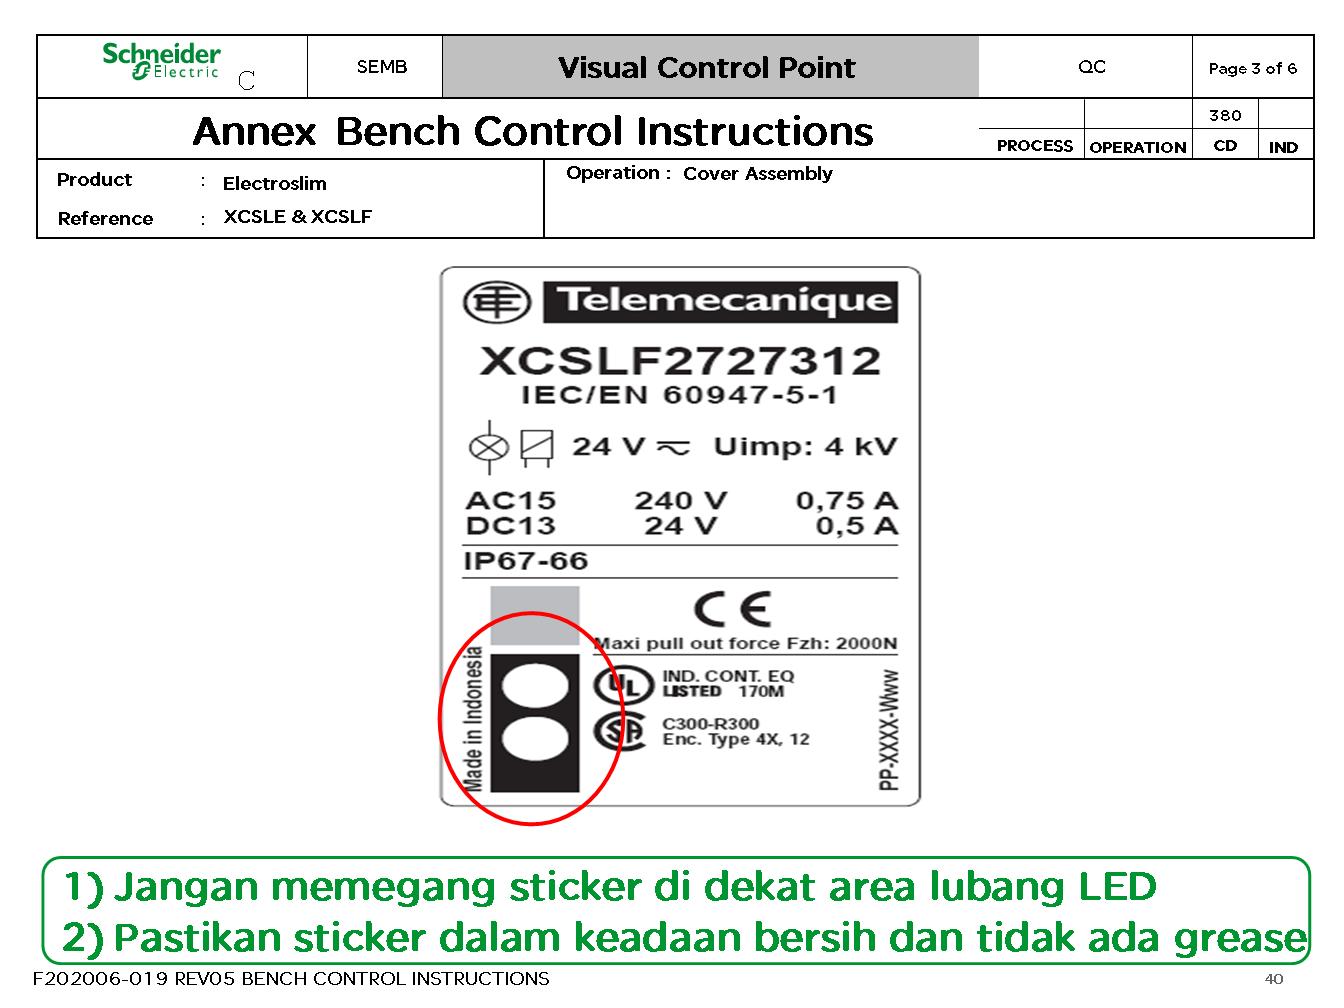 Schneider
Electric C
SEMB
Visual Control Point
QC
Page 3 of 6
Annex Bench Control Instructions
380
PROCESS OPERATION CD IND
Product : Electroslim
Operation : Cover Assembly
Reference : XCSLE & XCSLF
Telemecanique
XCSLF2727312
IEC/EN 60947-5-1
24 V Uimp: 4 kV
AC15 240 V 0,75 A
DC13 24 V 0,5 A
IP67-66
CE
Maxi pull out force Fzh: 2000N
Made in Indonesia
UL IND. CONT. EQ
LISTED 170M
SA C300-R300
Enc. Type 4X, 12
PP-XXXX-Www
1) Jangan memegang sticker di dekat area lubang LED
2) Pastikan sticker dalam keadaan bersih dan tidak ada grease
F202006-019 REV05 BENCH CONTROL INSTRUCTIONS
40